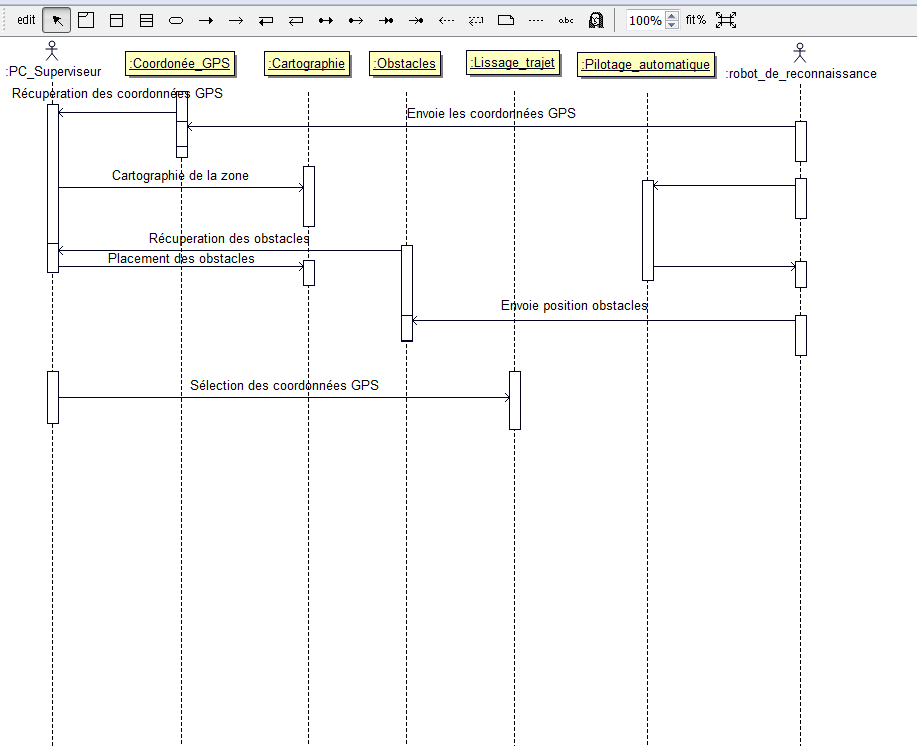 edit
abc
100%
fit%
:PC_Superviseur
:Coordonée_GPS
:Cartographie
:Obstacles
:Lissage_trajet
:Pilotage_automatique
:robot_de_reconnaissance
Récuperation des coordonnées GPS
Envoie les coordonnées GPS
Cartographie de la zone
Récuperation des obstacles
Placement des obstacles
Envoie position obstacles
Sélection des coordonnées GPS